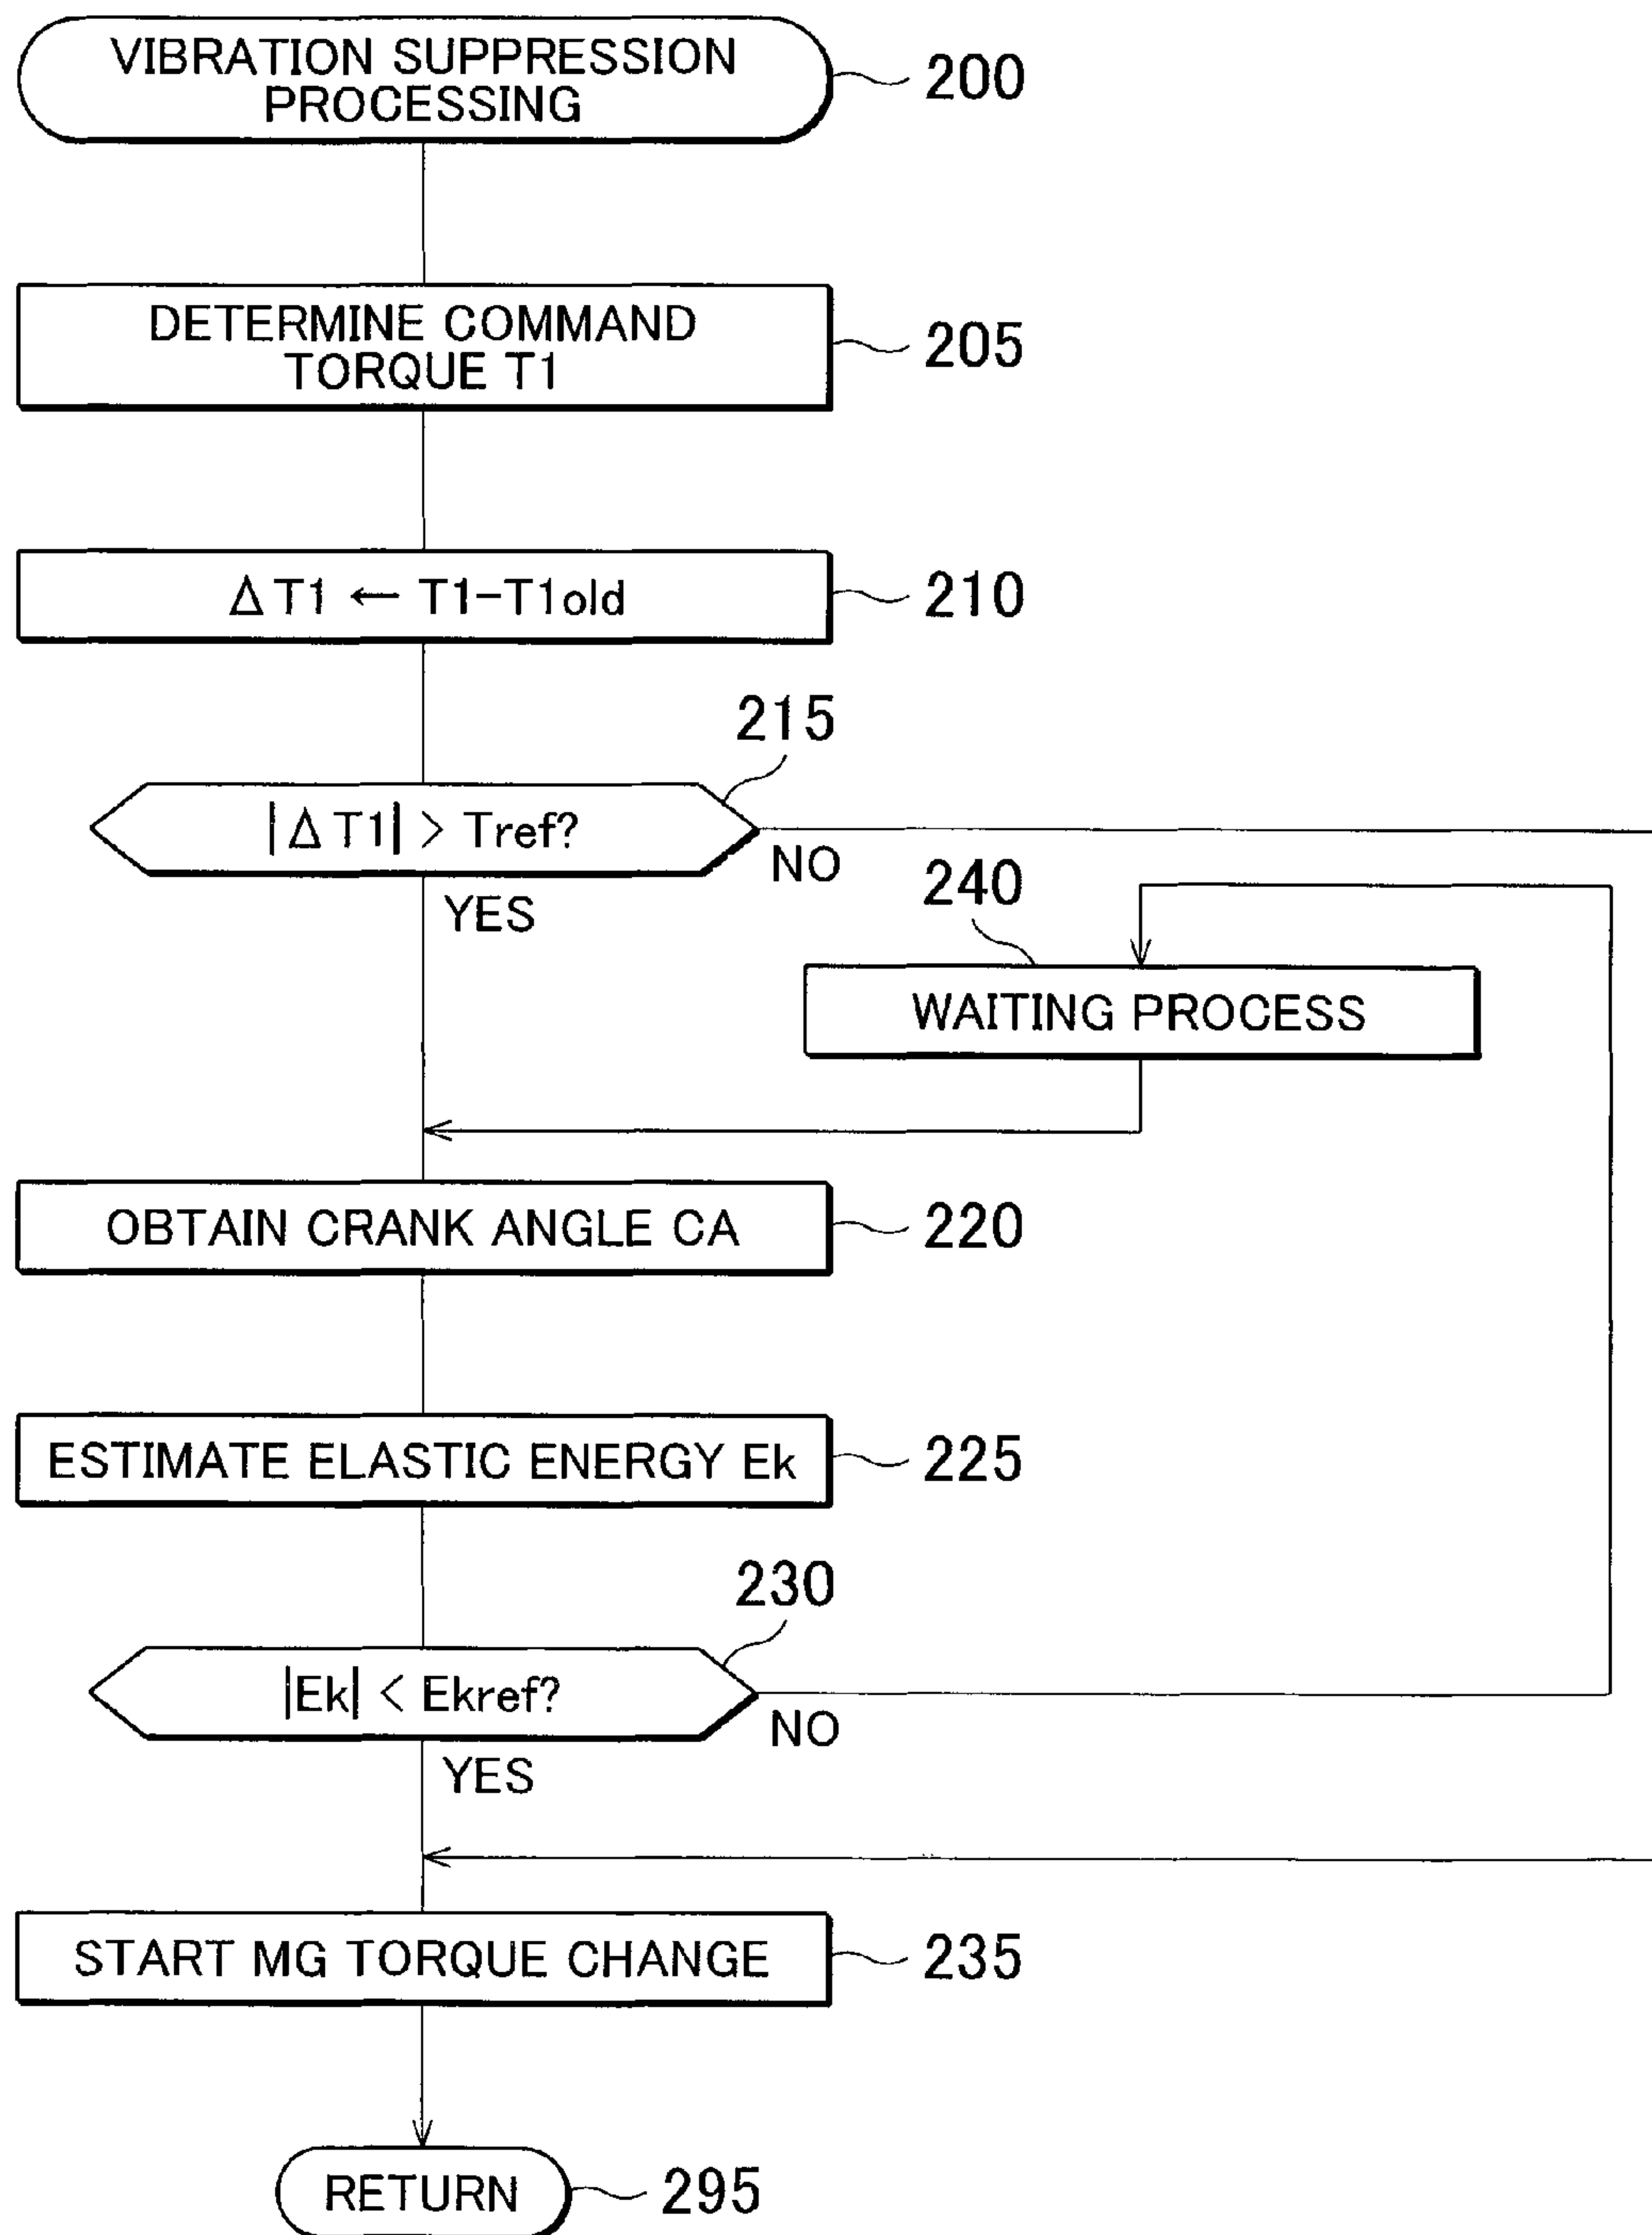 VIBRATION SUPPRESSION
PROCESSING
200
DETERMINE COMMAND
TORQUE T1
205
Δ T1 ← T1-T1old
210
215
|Δ T1| > Tref?
NO
YES
240
WAITING PROCESS
OBTAIN CRANK ANGLE CA
220
ESTIMATE ELASTIC ENERGY Ek
225
230
|Ek| < Ekref?
NO
YES
START MG TORQUE CHANGE
235
RETURN
295